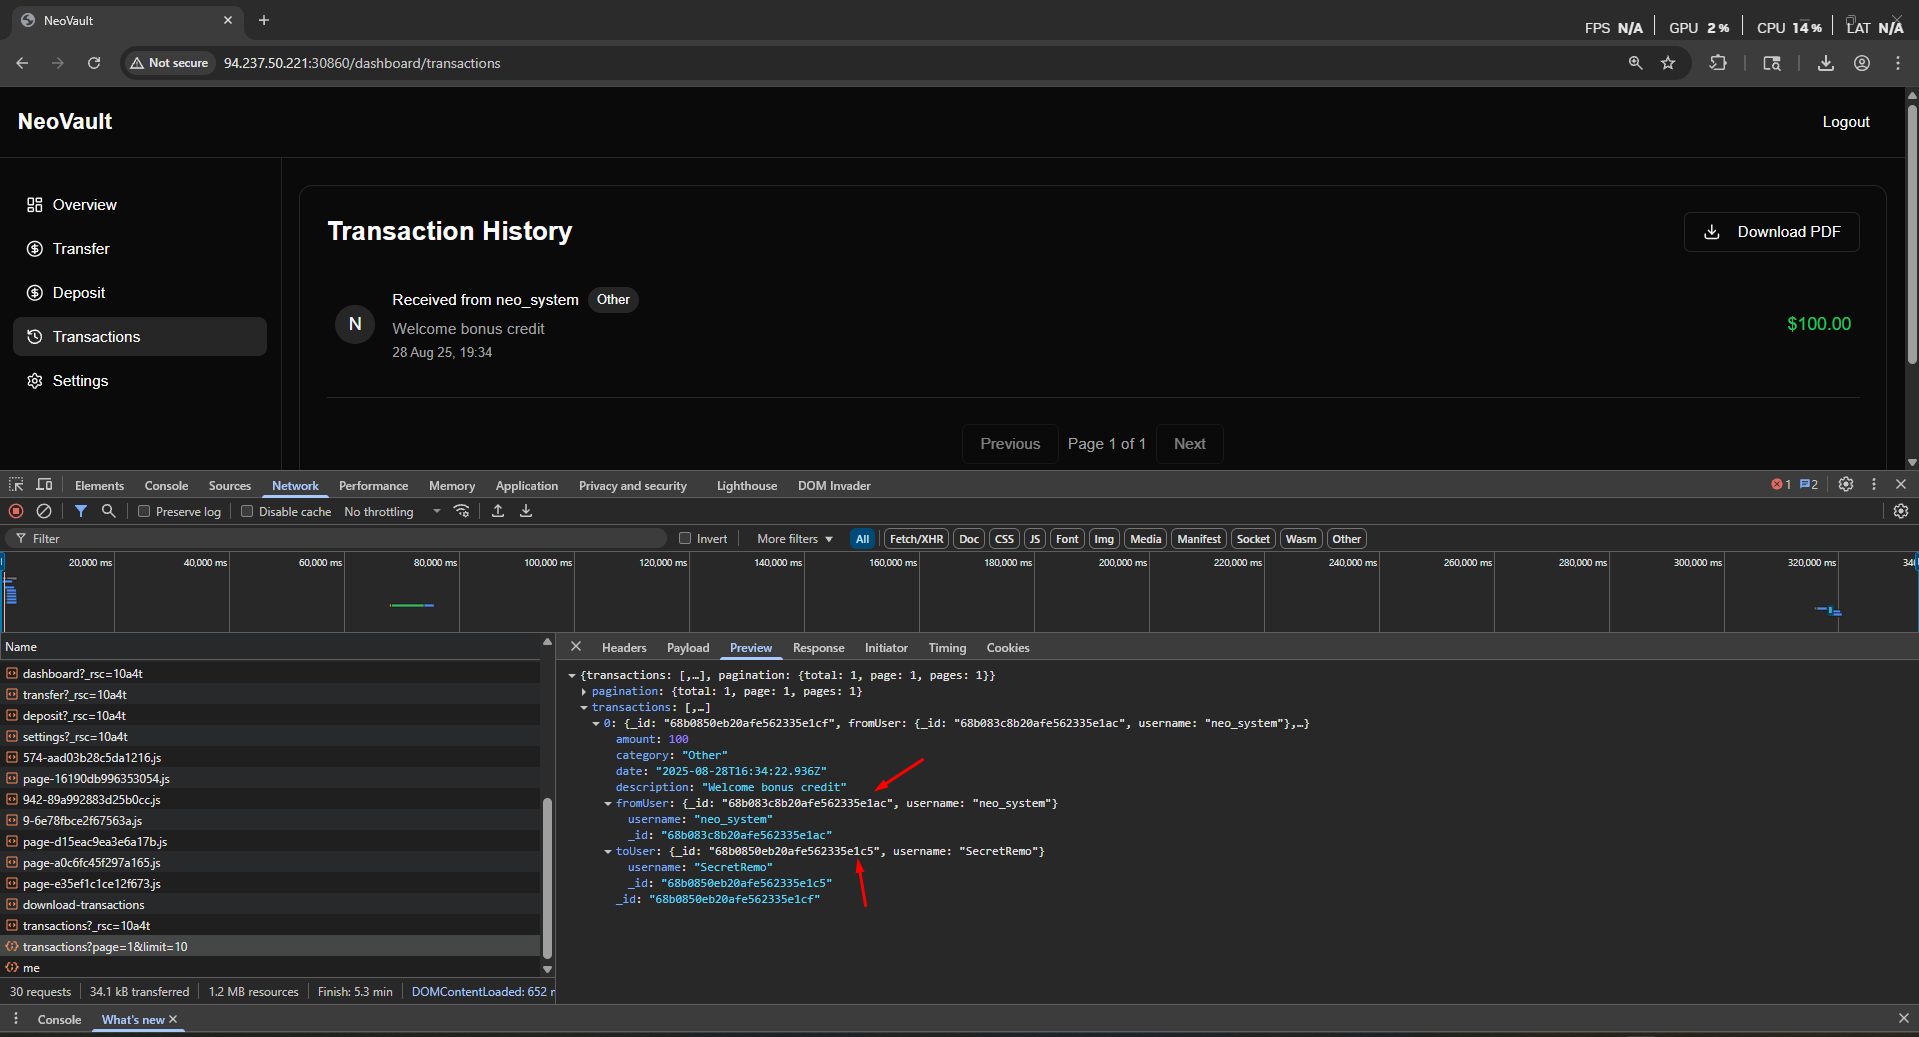 NeoVault
FPS N/A GPU 2 % CPU 14 % LAT N/A
Not secure 94.237.50.221:30860/dashboard/transactions
NeoVault
Logout
Overview
Transfer
Deposit
Transactions
Settings
Transaction History
Download PDF
N
Received from neo_system Other
Welcome bonus credit
28 Aug 25, 19:34
$100.00
Previous Page 1 of 1 Next
Elements Console Sources Network Performance Memory Application Privacy and security Lighthouse DOM Invader 1 2
Preserve log Disable cache No throttling
Filter Invert More filters All Fetch/XHR Doc CSS JS Font Img Media Manifest Socket Wasm Other
20,000 ms 40,000 ms 60,000 ms 80,000 ms 100,000 ms 120,000 ms 140,000 ms 160,000 ms 180,000 ms 200,000 ms 220,000 ms 240,000 ms 260,000 ms 280,000 ms 300,000 ms 320,000 ms 340
Name
dashboard?_rsc=10a4t
transfer?_rsc=10a4t
deposit?_rsc=10a4t
settings?_rsc=10a4t
574-aad03b28c5da1216.js
page-16190db996353054.js
942-89a992883d25b0cc.js
9-6e78fbce2f67563a.js
page-d15eac9ea3e6a17b.js
page-a0c6fc45f297a165.js
page-e35ef1c1ce12f673.js
download-transactions
transactions?_rsc=10a4t
transactions?page=1&limit=10
me
30 requests 34.1 kB transferred 1.2 MB resources Finish: 5.3 min DOMContentLoaded: 652 m
Headers Payload Preview Response Initiator Timing Cookies
{transactions: [,…], pagination: {total: 1, page: 1, pages: 1}}
pagination: {total: 1, page: 1, pages: 1}
transactions: [,…]
0: {_id: "68b0850eb20afe562335e1cf", fromUser: {_id: "68b083c8b20afe562335e1ac", username: "neo_system"},…}
amount: 100
category: "Other"
date: "2025-08-28T16:34:22.936Z"
description: "Welcome bonus credit"
fromUser: {_id: "68b083c8b20afe562335e1ac", username: "neo_system"}
username: "neo_system"
_id: "68b083c8b20afe562335e1ac"
toUser: {_id: "68b0850eb20afe562335e1c5", username: "SecretRemo"}
username: "SecretRemo"
_id: "68b0850eb20afe562335e1c5"
_id: "68b0850eb20afe562335e1cf"
Console What's new